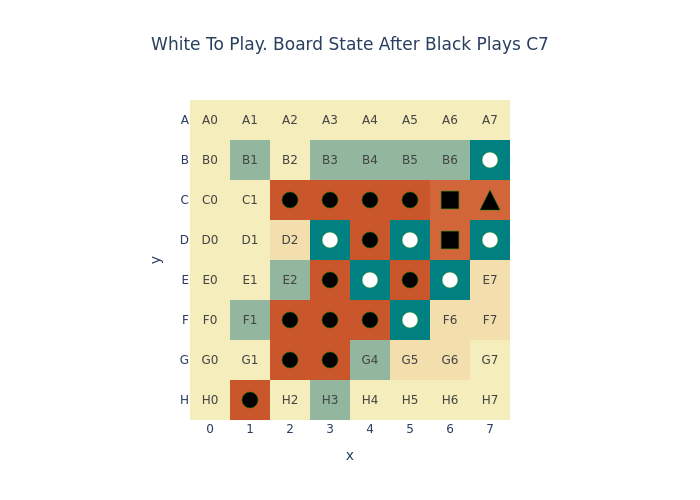 White To Play. Board State After Black Plays C7
A A0 A1 A2 A3 A4 A5 A6 A7
B B0 B1 B2 B3 B4 B5 B6
C C0 C1
D D0 D1 D2
y
E E0 E1 E2 E7
F F0 F1 F6 F7
G G0 G1 G4 G5 G6 G7
H H0 H2 H3 H4 H5 H6 H7
0 1 2 3 4 5 6 7
x